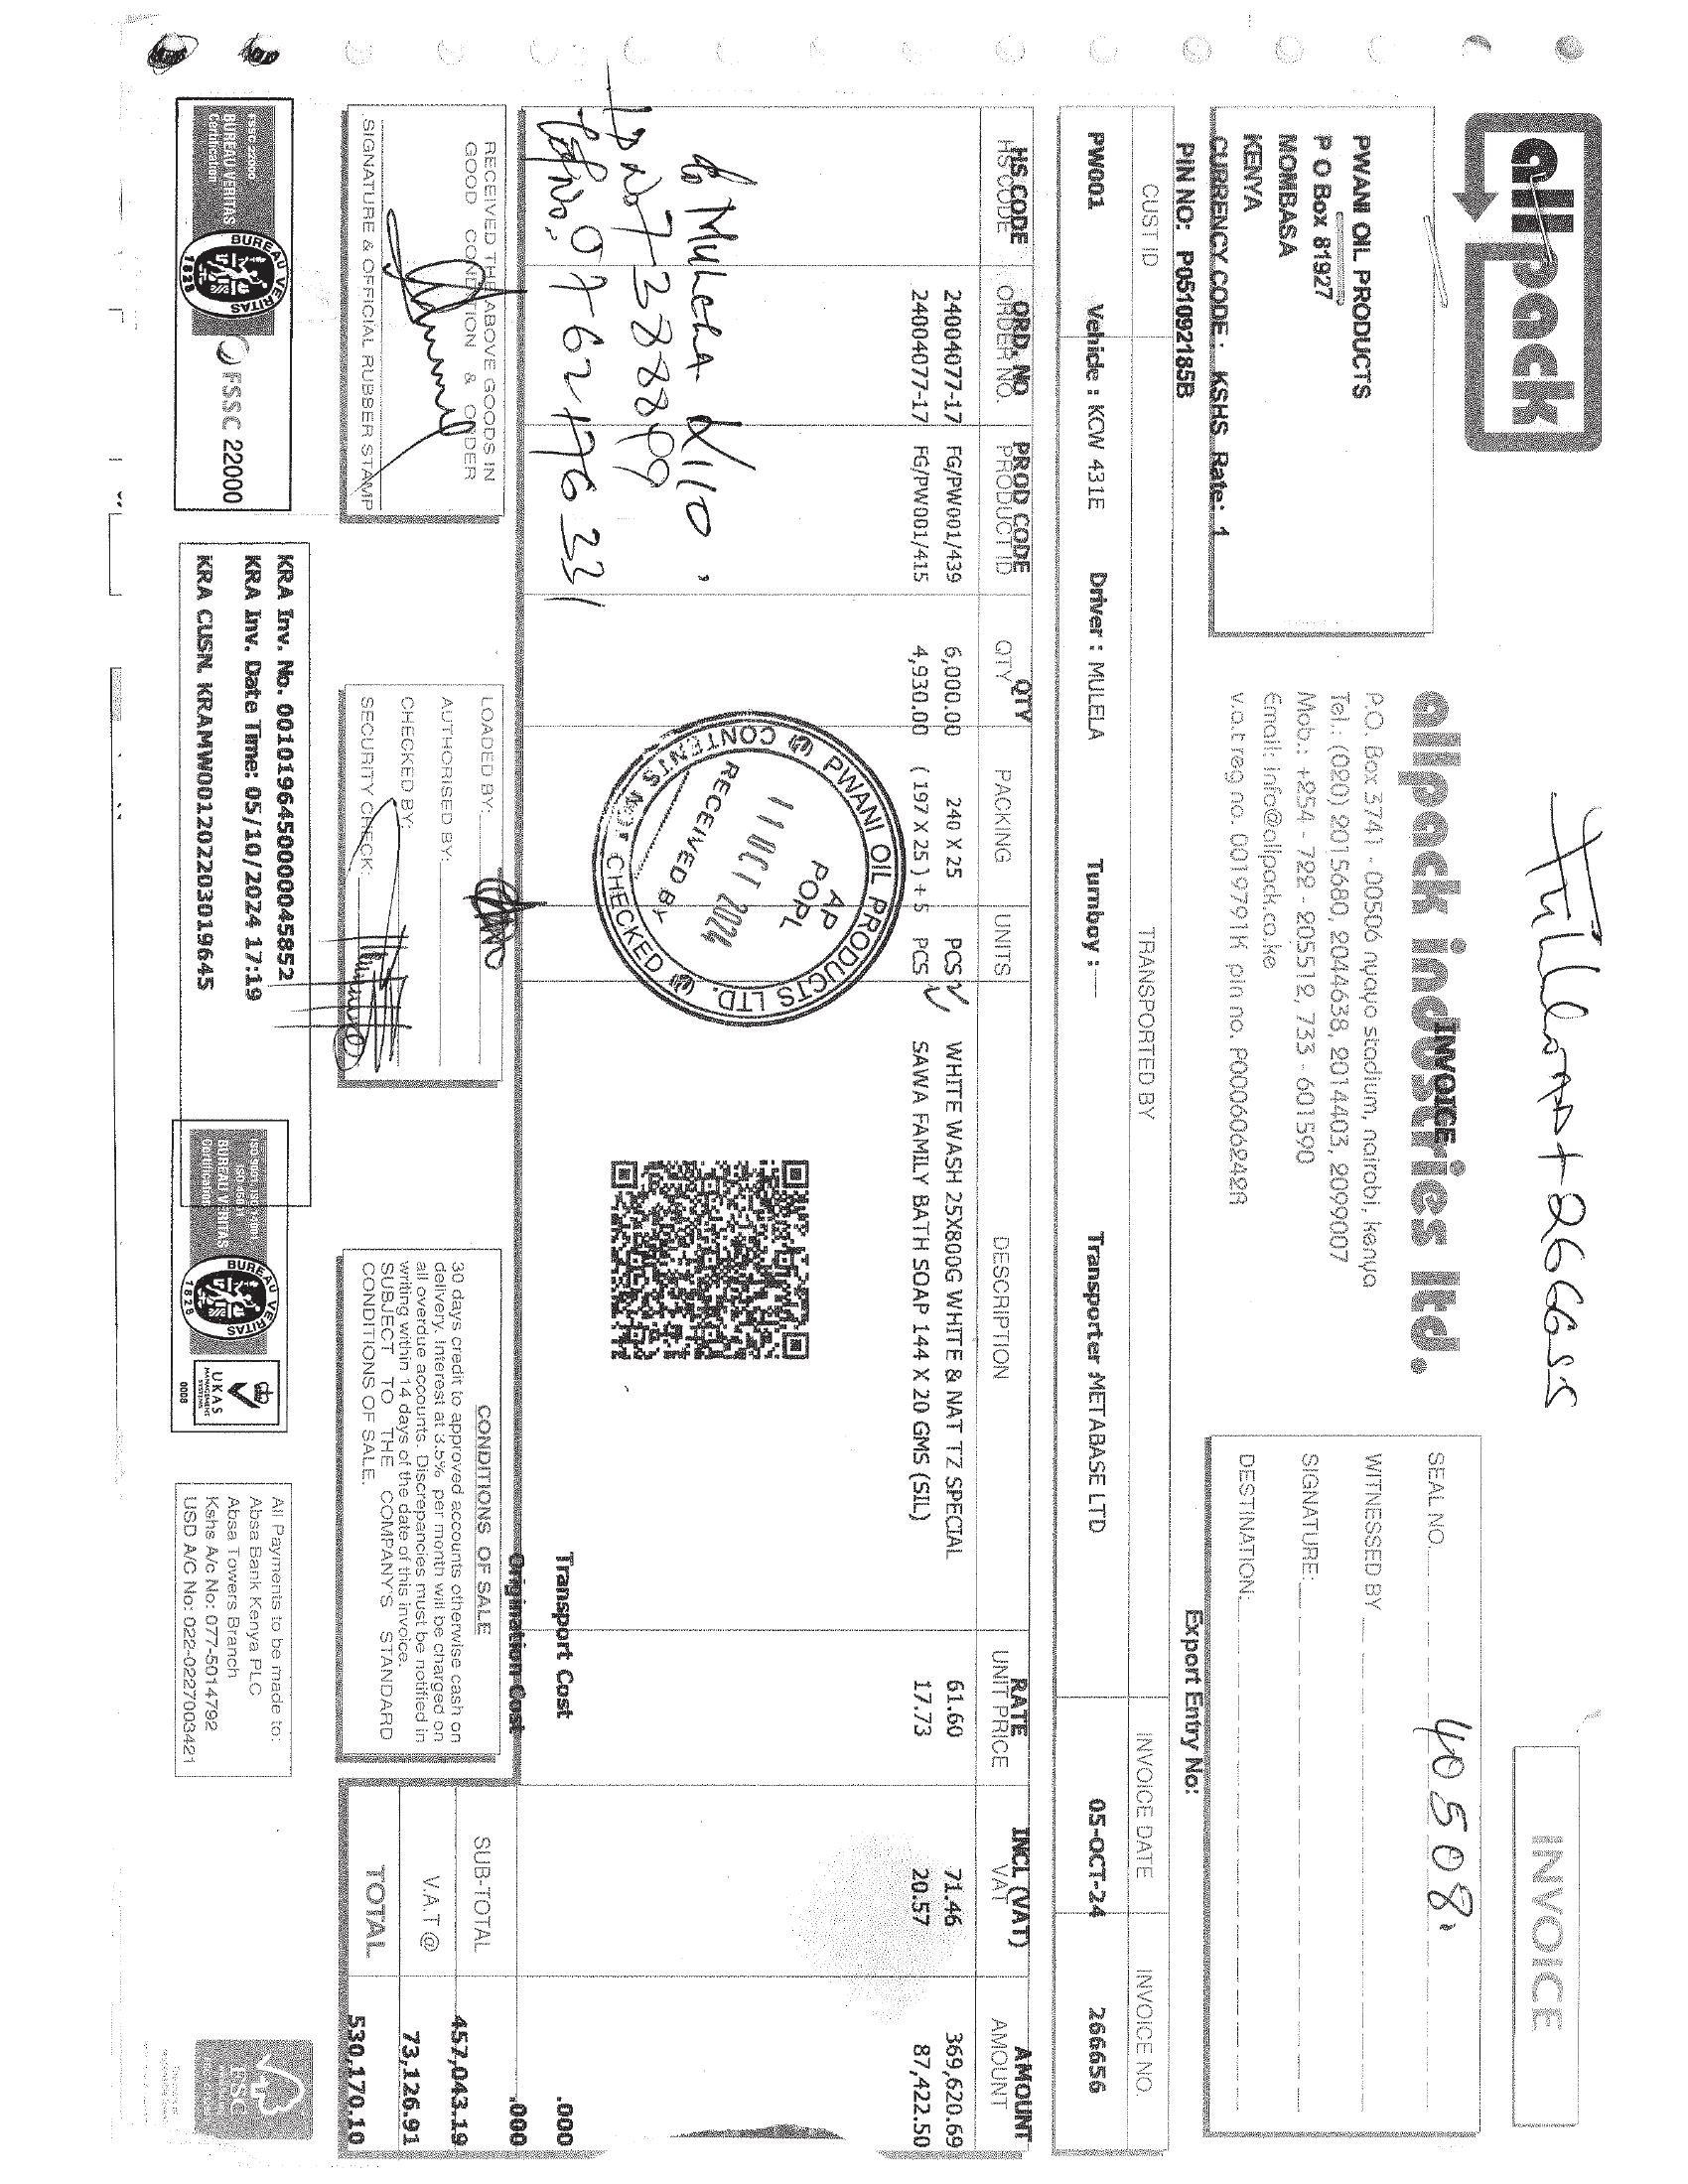 allpack
INVOICE
+ 266655
allpack industries ltd.
INVOICE
P.O. Box 3741 - 00506 nyayo stadium, nairobi, kenya
Tel.: (020) 2015680, 2044638, 2014403, 2099007
Mob.: +254 - 722 - 205512, 733 - 601590
Email: info@allpack.co.ke
v.a.t reg no. 0019791K pin no. P000606242A
PWANI OIL PRODUCTS
P O Box 81927
MOMBASA
KENYA
CURRENCY CODE : KSHS Rate: 1
PIN NO: P051092185B
SEAL NO. 40508
WITNESSED BY
SIGNATURE:
DESTINATION:
Export Entry No:
CUST ID TRANSPORTED BY INVOICE DATE INVOICE NO.
PW001 Vehicle : KCW 431E Driver : MULELA Turnboy : Transporter METABASE LTD 05-OCT-24 266656
HS.CODE ORD. NO PROD CODE QTY RATE INCL (VAT) AMOUNT
HS CODE ORDER NO. PRODUCT ID QTY PACKING UNITS DESCRIPTION UNIT PRICE VAT AMOUNT
24004077-17 FG/PW001/439 6,000.00 240 X 25 PCS WHITE WASH 25X800G WHITE & NAT TZ SPECIAL 61.60 71.46 369,620.69
24004077-17 FG/PW001/415 4,930.00 ( 197 X 25 ) + 5 PCS SAWA FAMILY BATH SOAP 144 X 20 GMS (SIL) 17.73 20.57 87,422.50
PWANI OIL PRODUCTS LTD.
CONTENTS NOT CHECKED
AP
POPL
11 OCT 2024
RECEIVED BY
Transport Cost .000
Origination Cost .000
RECEIVED THE ABOVE GOODS IN
GOOD CONDITION & ORDER
SIGNATURE & OFFICIAL RUBBER STAMP
LOADED BY:
AUTHORISED BY:
CHECKED BY:
SECURITY CHECK:
CONDITIONS OF SALE
30 days credit to approved accounts otherwise cash on
delivery. Interest at 3.5% per month will be charged on
all overdue accounts. Discrepancies must be notified in
writing within 14 days of the date of this invoice.
SUBJECT TO THE COMPANY'S STANDARD
CONDITIONS OF SALE.
SUB-TOTAL 457,043.19
V.A.T @ 73,126.91
TOTAL 530,170.10
FSSC 22000
BUREAU VERITAS
Certification
BUREAU VERITAS
1828
FSSC 22000
KRA Inv. No. 0010196450000045852
KRA Inv. Date Time: 05/10/2024 17:19
KRA CUSN. KRAMW001202203019645
BUREAU VERITAS
Certification
BUREAU VERITAS
1828
UKAS
MANAGEMENT
SYSTEMS
0008
All Payments to be made to:
Absa Bank Kenya PLC
Absa Towers Branch
Kshs A/c No: 077-5014792
USD A/C No: 022-0227003421
FSC